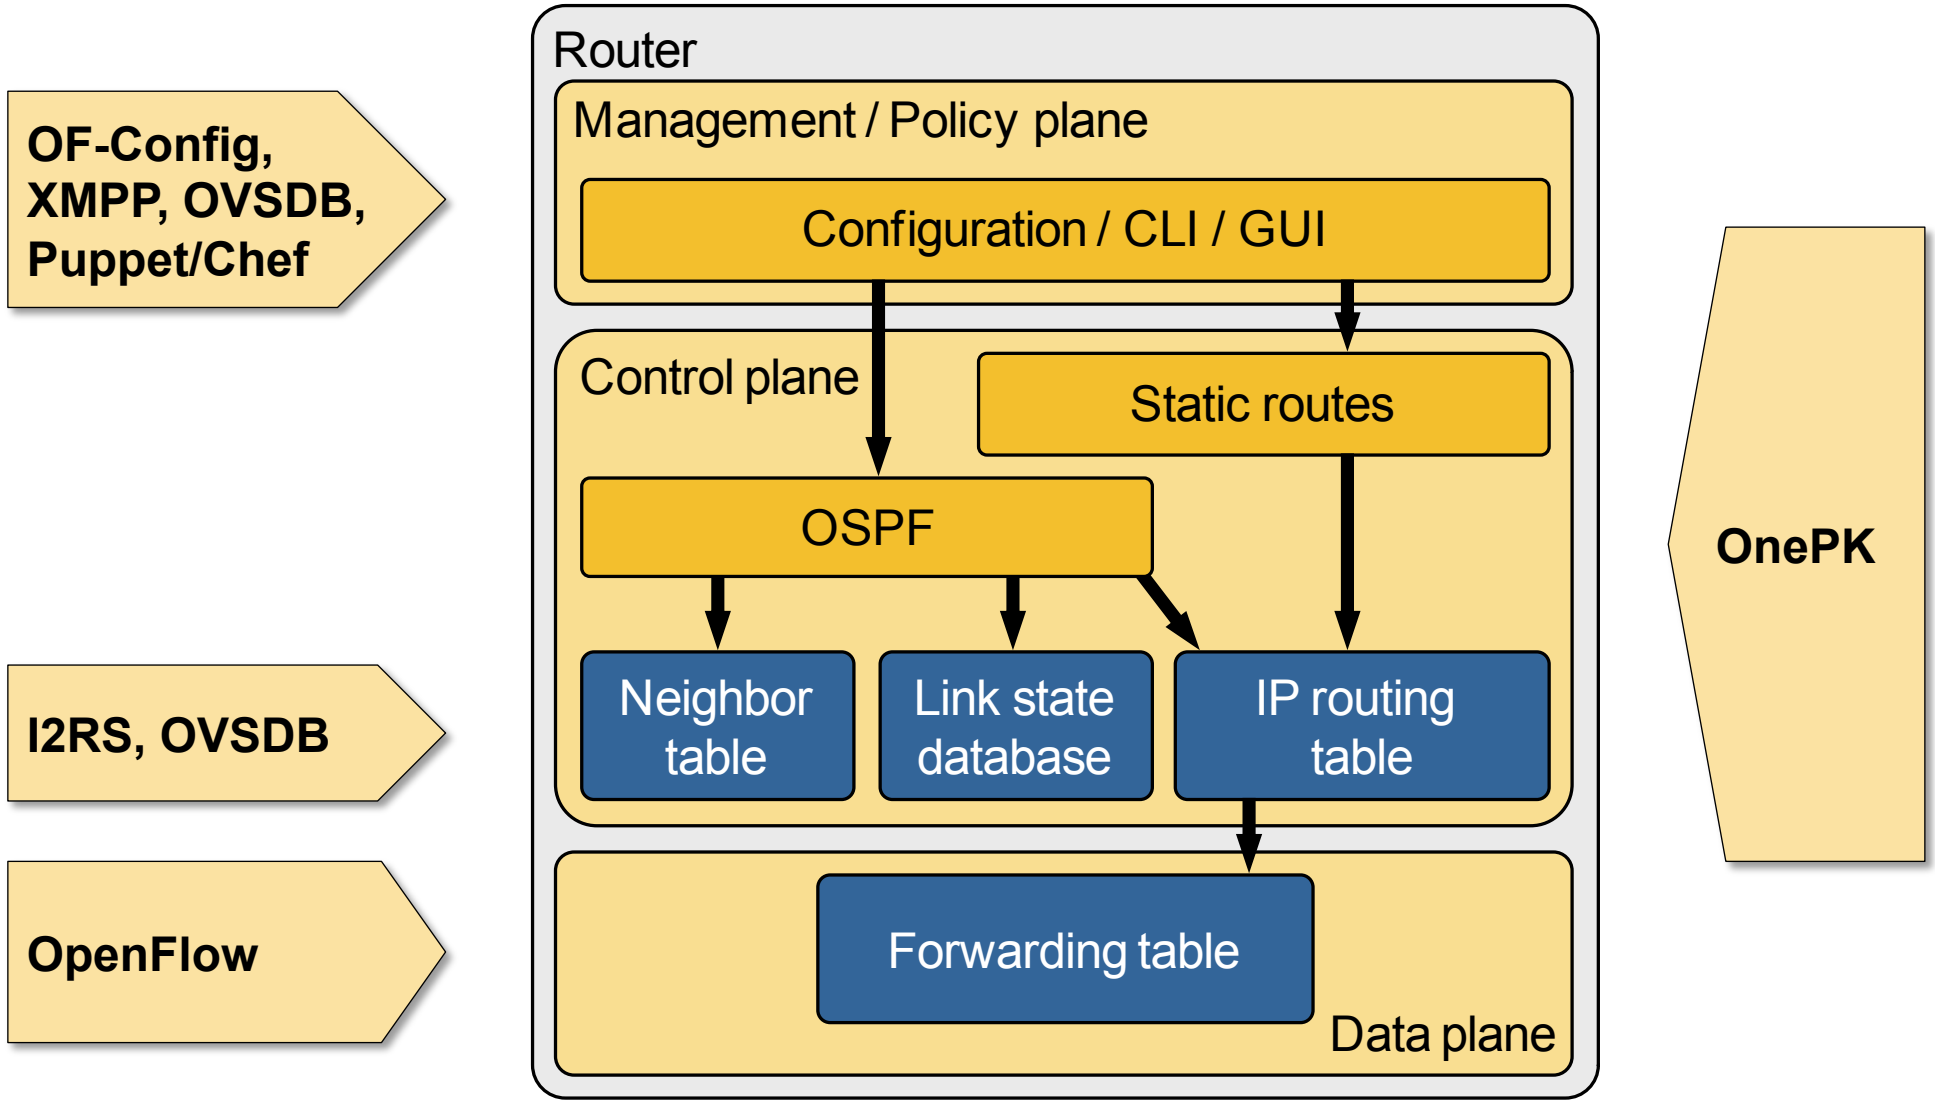 Router
Management / Policy plane
OF-Config,
XMPP, OVSDB,
Puppet/Chef
Configuration / CLI / GUI
Control plane
Static routes
OSPF
OnePK
Neighbor
table
Link state
database
IP routing
table
I2RS, OVSDB
Forwarding table
OpenFlow
Data plane